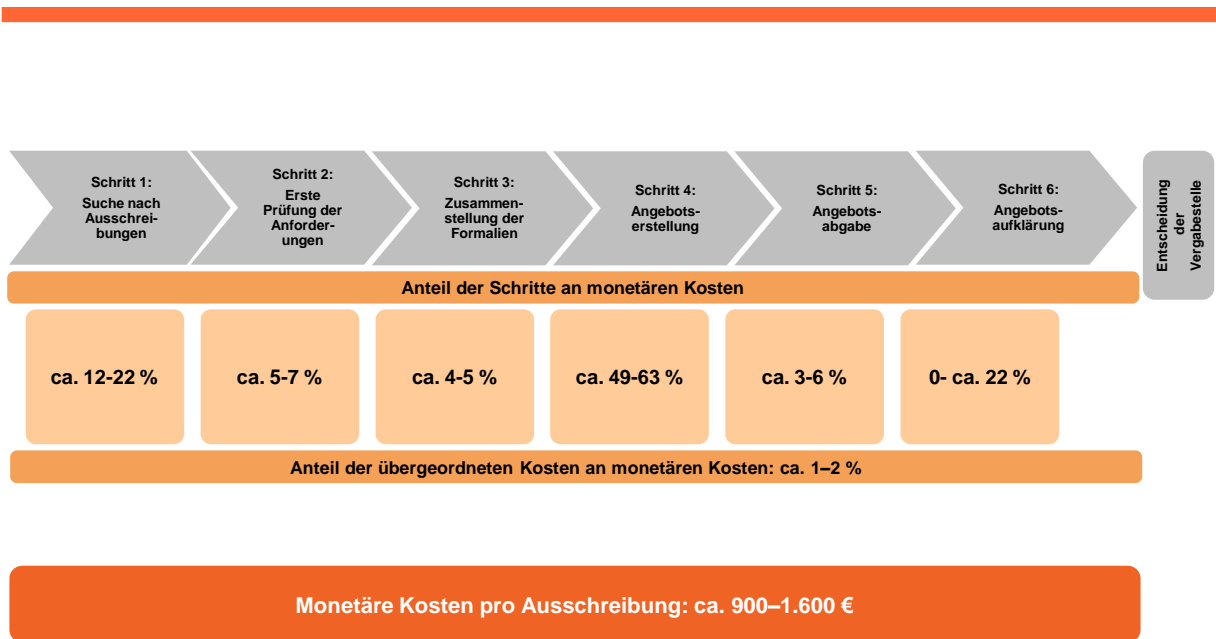 Schritt 1:
Suche nach
Ausschrei-
bungen
Schritt 2:
Erste
Prüfung der
Anforder-
ungen
Schritt 3:
Zusammen-
stellung der
Formalien
Schritt 4:
Angebots-
erstellung
Schritt 5:
Angebots-
abgabe
Schritt 6:
Angebots-
aufklärung
Entscheidung
der
Vergabestelle
Anteil der Schritte an monetären Kosten
ca. 12-22 %
ca. 5-7 %
ca. 4-5 %
ca. 49-63 %
ca. 3-6 %
0- ca. 22 %
Anteil der übergeordneten Kosten an monetären Kosten: ca. 1–2 %
Monetäre Kosten pro Ausschreibung: ca. 900–1.600 €